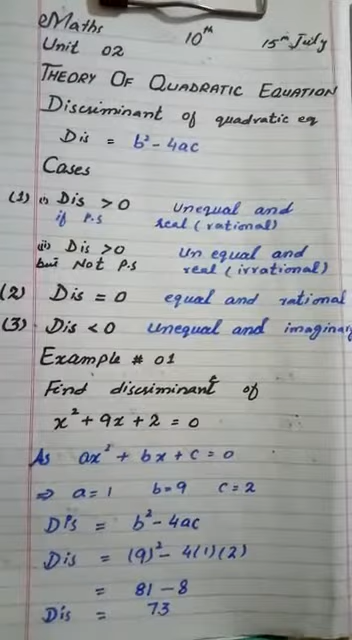 Maths 10th 15th July
Unit 02
THEORY OF QUADRATIC EQUATION
Discriminant of quadratic eq
Dis = b² - 4ac
Cases
(1) (i) Dis > 0 Unequal and
if P.S real (rational)
(ii) Dis > 0 Un equal and
but Not P.S real (irrational)
(2) Dis = 0 equal and rational
(3) Dis < 0 unequal and imaginary
Example # 01
Find discriminant of
x² + 9x + 2 = 0
As ax² + bx + c = 0
⇒ a = 1 b = 9 c = 2
Dis = b² - 4ac
Dis = (9)² - 4(1)(2)
= 81 - 8
Dis = 73